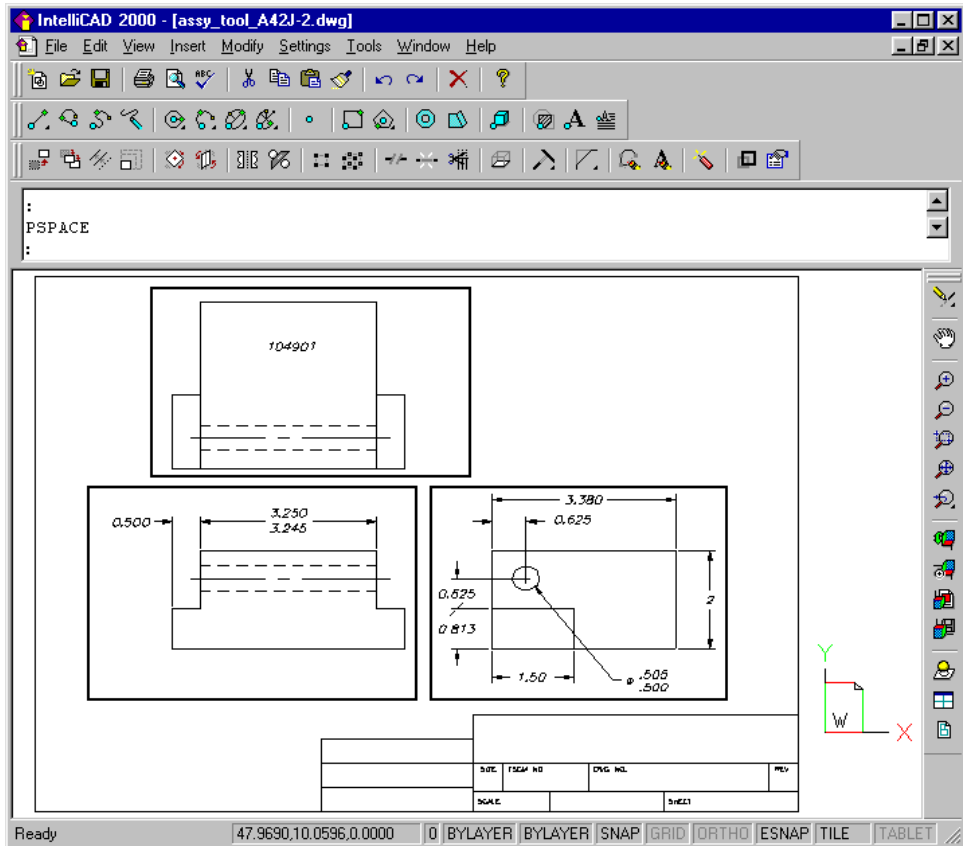 IntelliCAD 2000 - [assy_tool_A42J-2.dwg]
File Edit View Insert Modify Settings Tools Window Help
ABC
A
:
PSPACE
:
104901
0.500
3.250
3.245
3.380
0.625
0.625
0.813
2
1.50
ø .505
.500
Y
W
X
SIZE FSCM NO DWG NO. REV
SCALE SHEET
Ready 47.9690,10.0596,0.0000 0 BYLAYER BYLAYER SNAP GRID ORTHO ESNAP TILE TABLET